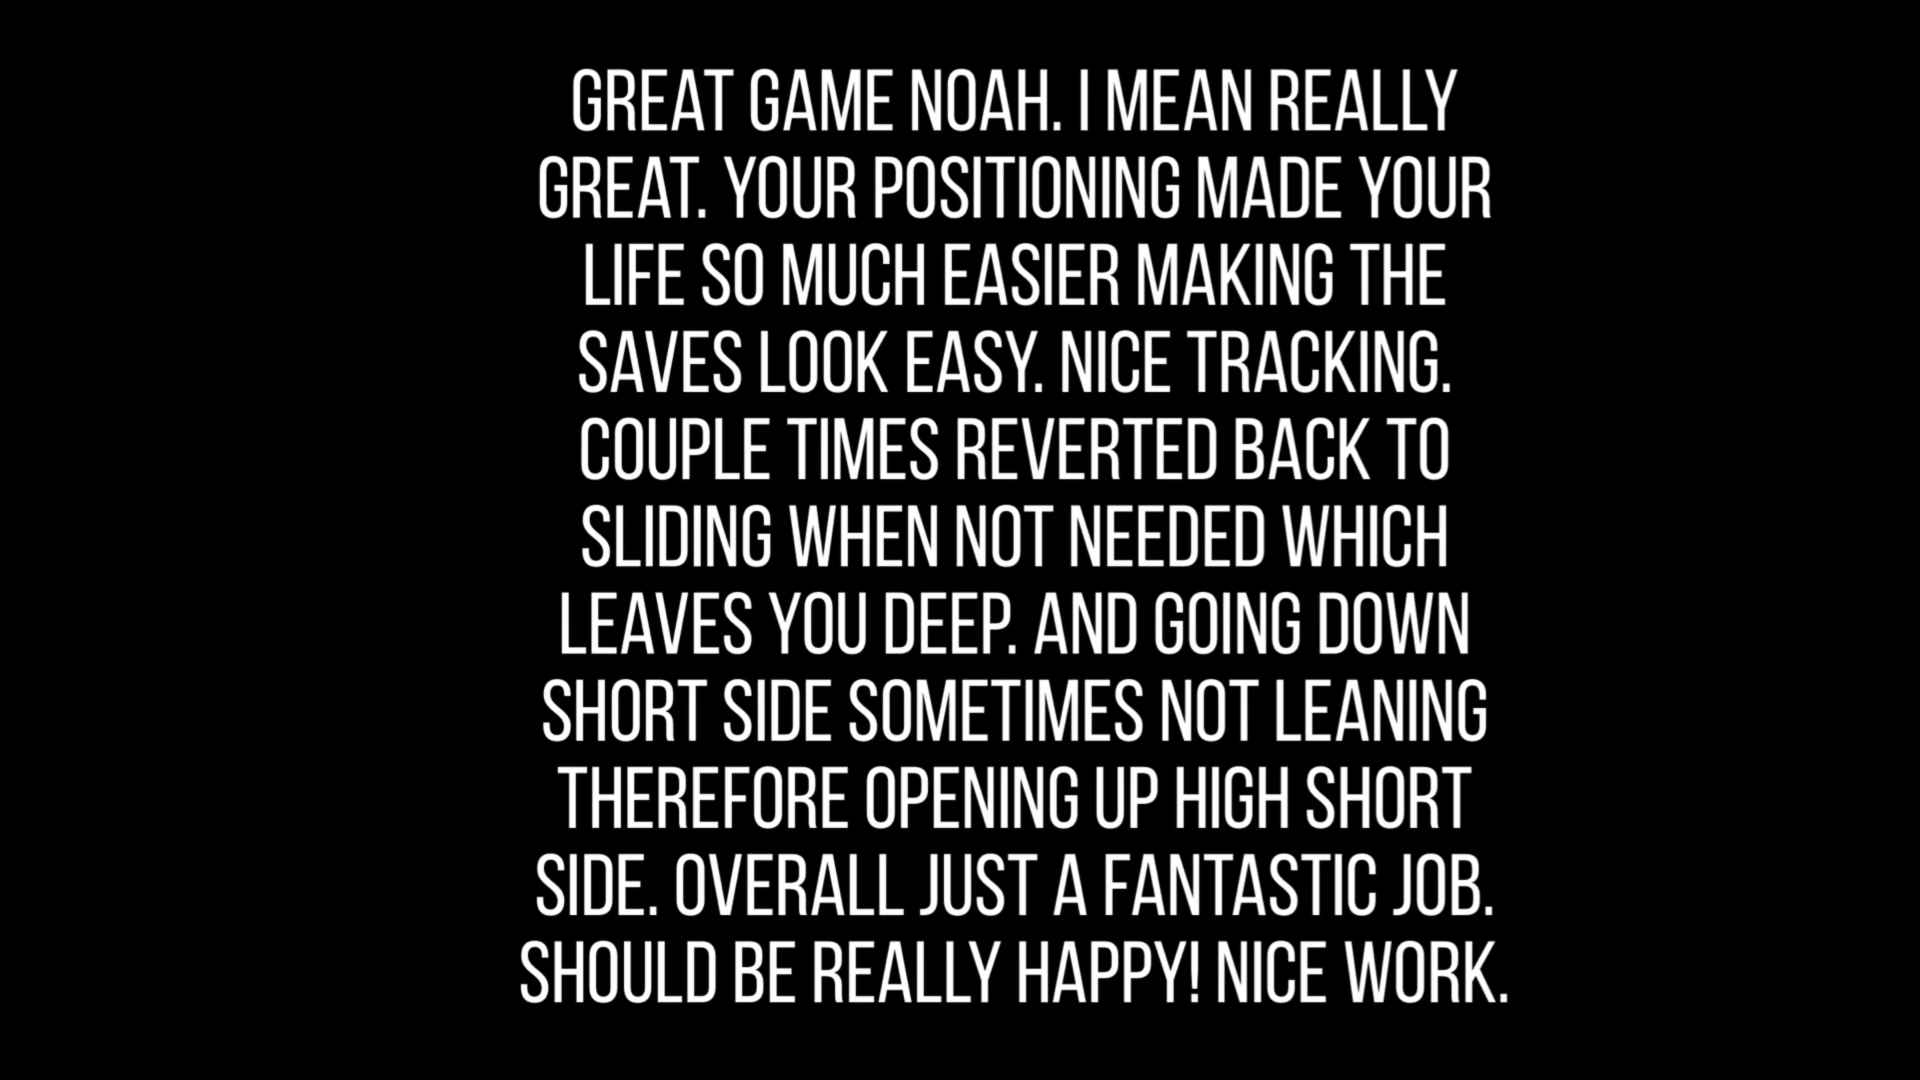 GREAT GAME NOAH. I MEAN REALLY
GREAT. YOUR POSITIONING MADE YOUR
LIFE SO MUCH EASIER MAKING THE
SAVES LOOK EASY. NICE TRACKING.
COUPLE TIMES REVERTED BACK TO
SLIDING WHEN NOT NEEDED WHICH
LEAVES YOU DEEP. AND GOING DOWN
SHORT SIDE SOMETIMES NOT LEANING
THEREFORE OPENING UP HIGH SHORT
SIDE. OVERALL JUST A FANTASTIC JOB.
SHOULD BE REALLY HAPPY! NICE WORK.